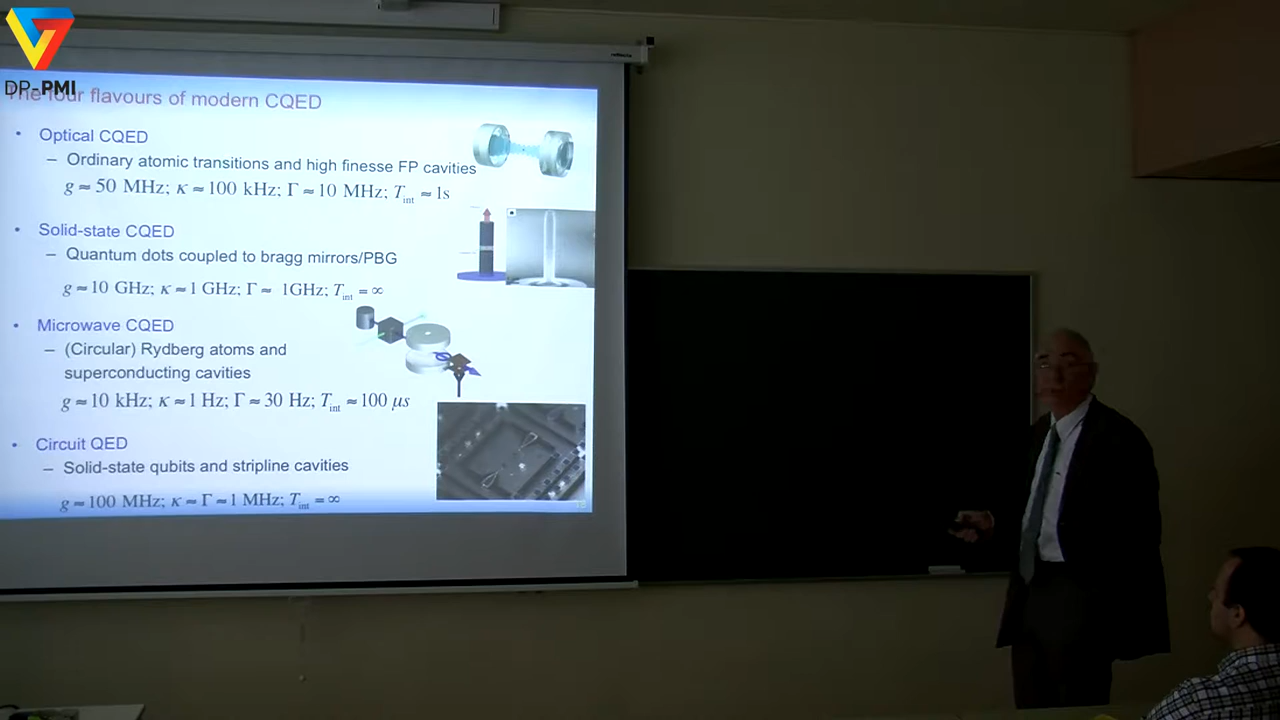 DP-PMI
The four flavours of modern CQED
• Optical CQED
– Ordinary atomic transitions and high finesse FP cavities
g ≈ 50 MHz; κ ≈ 100 kHz; Γ ≈ 10 MHz; T_int ≈ 1s
• Solid-state CQED
– Quantum dots coupled to bragg mirrors/PBG
g ≈ 10 GHz; κ ≈ 1 GHz; Γ ≈ 1GHz; T_int = ∞
• Microwave CQED
– (Circular) Rydberg atoms and
superconducting cavities
g ≈ 10 kHz; κ ≈ 1 Hz; Γ ≈ 30 Hz; T_int ≈ 100 μs
• Circuit QED
– Solid-state qubits and stripline cavities
g ≈ 100 MHz; κ ≈ Γ ≈ 1 MHz; T_int = ∞